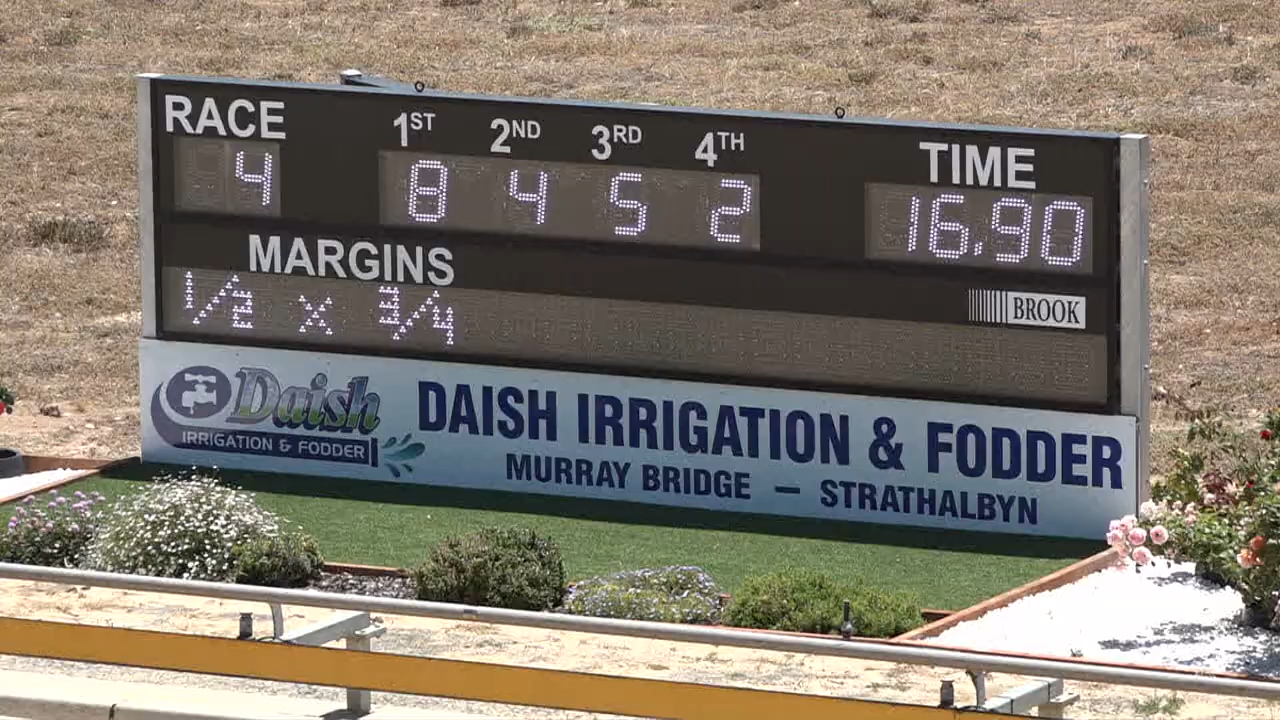 RACE 1ST 2ND 3RD 4TH TIME
4 8 4 5 2 16.90
MARGINS
1/2 x 3/4
BROOK
Daish
IRRIGATION & FODDER
DAISH IRRIGATION & FODDER
MURRAY BRIDGE – STRATHALBYN